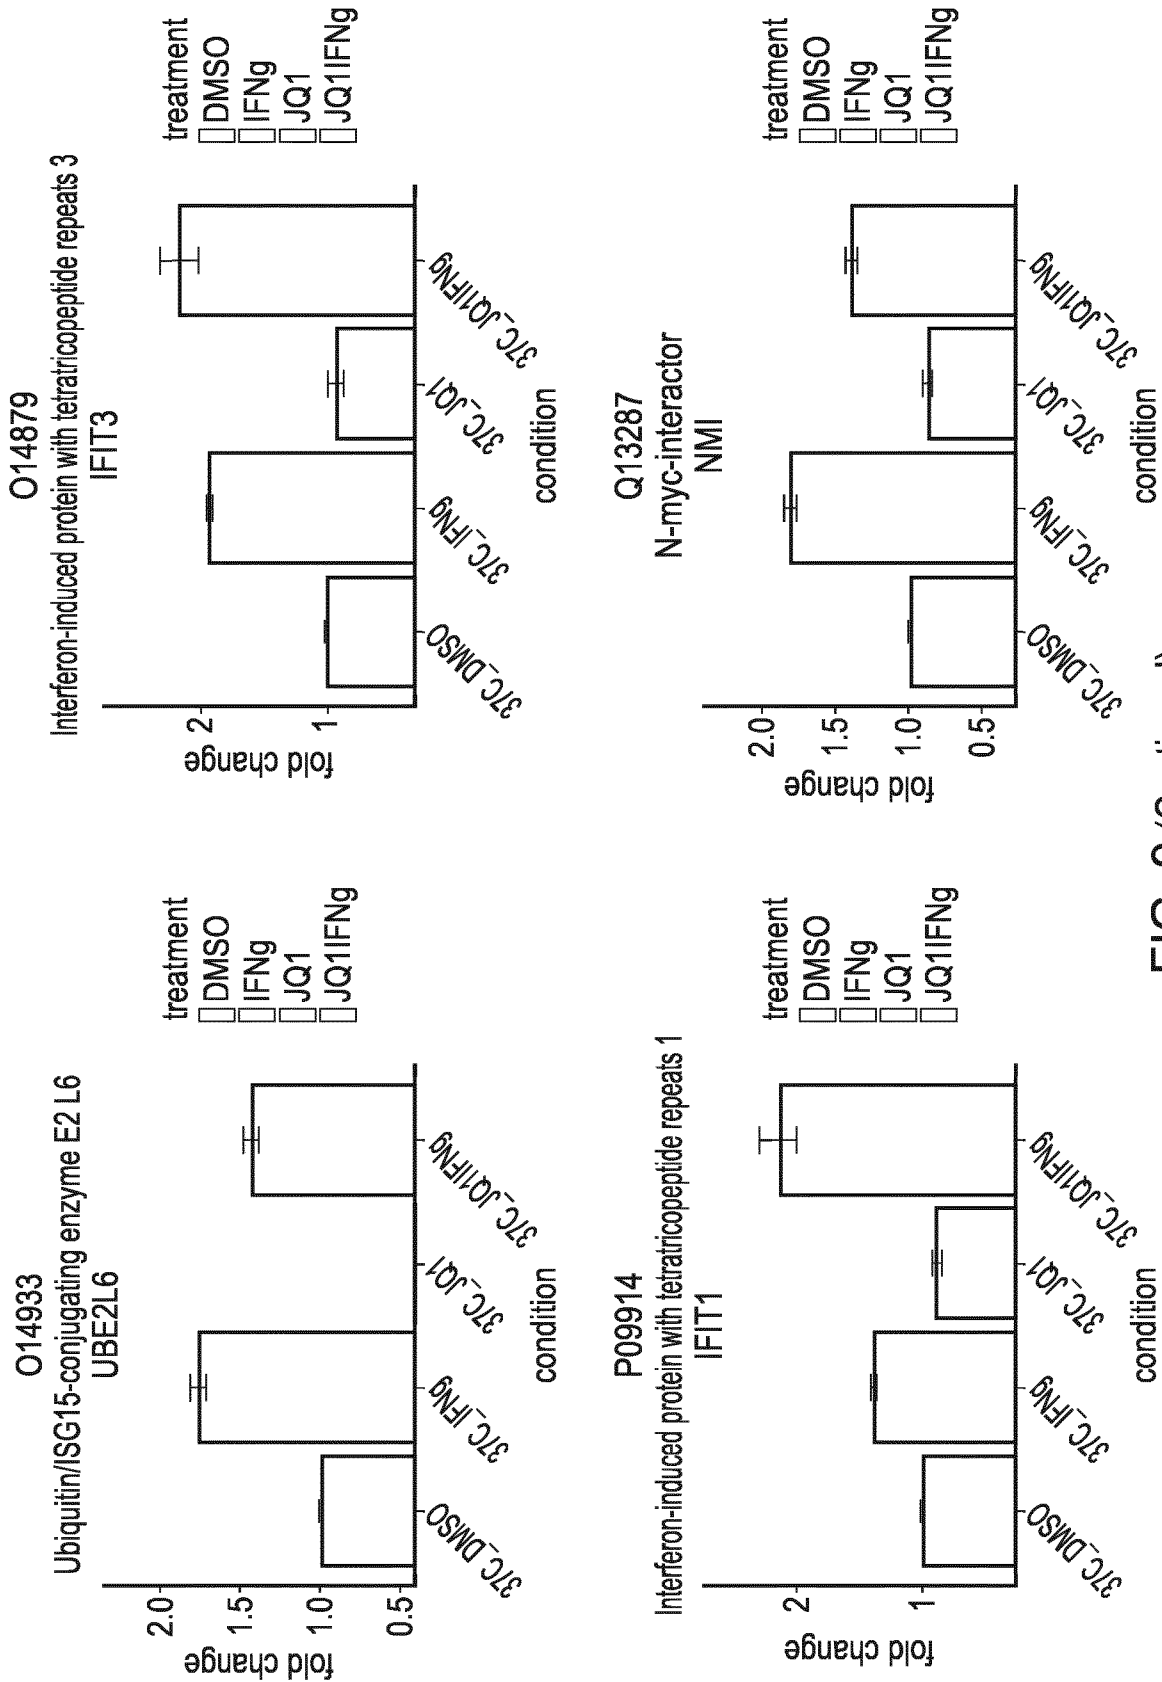 O14933
Ubiquitin/ISG15-conjugating enzyme E2 L6
UBE2L6
fold change
2.0
1.5
1.0
0.5
37C_DMSO
37C_IFNg
37C_JQ1
37C_JQ1IFNg
condition
treatment
DMSO
IFNg
JQ1
JQ1IFNg
O14879
Interferon-induced protein with tetratricopeptide repeats 3
IFIT3
fold change
2
1
37C_DMSO
37C_IFNg
37C_JQ1
37C_JQ1IFNg
condition
treatment
DMSO
IFNg
JQ1
JQ1IFNg
P09914
Interferon-induced protein with tetratricopeptide repeats 1
IFIT1
fold change
2
1
37C_DMSO
37C_IFNg
37C_JQ1
37C_JQ1IFNg
condition
treatment
DMSO
IFNg
JQ1
JQ1IFNg
Q13287
N-myc-interactor
NMI
fold change
2.0
1.5
1.0
0.5
37C_DMSO
37C_IFNg
37C_JQ1
37C_JQ1IFNg
condition
treatment
DMSO
IFNg
JQ1
JQ1IFNg